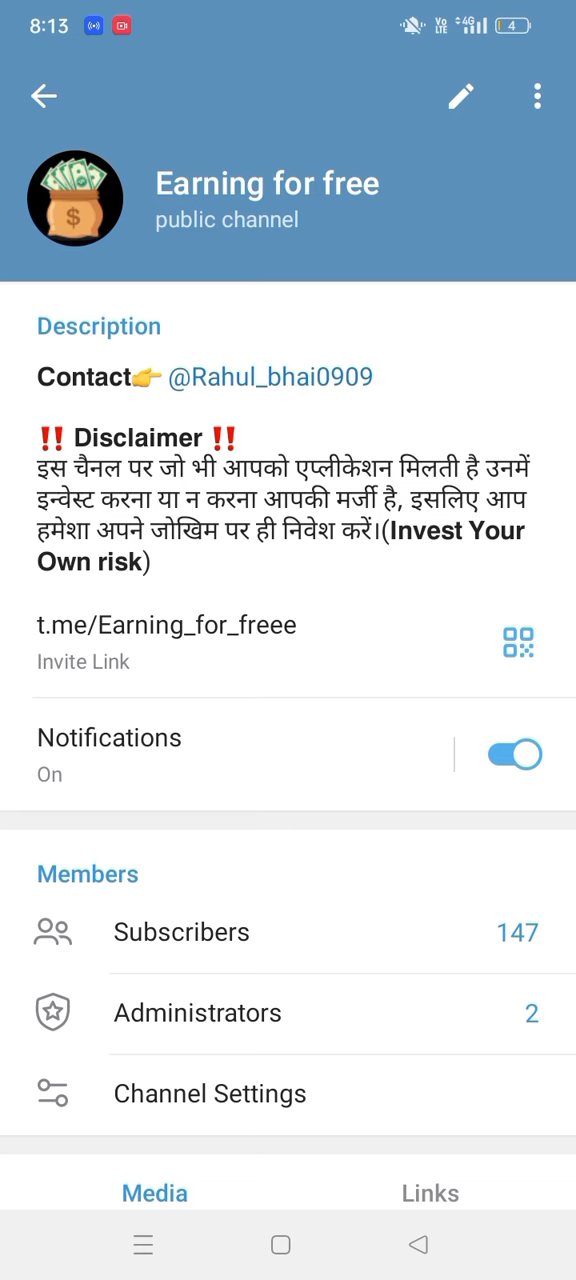 8:13
Vo LTE 4G 4
Earning for free
public channel
Description
Contact👉 @Rahul_bhai0909
‼️ Disclaimer ‼️
इस चैनल पर जो भी आपको एप्लीकेशन मिलती है उनमें
इन्वेस्ट करना या न करना आपकी मर्जी है, इसलिए आप
हमेशा अपने जोखिम पर ही निवेश करें।(Invest Your
Own risk)
t.me/Earning_for_freee
Invite Link
Notifications
On
Members
Subscribers 147
Administrators 2
Channel Settings
Media Links